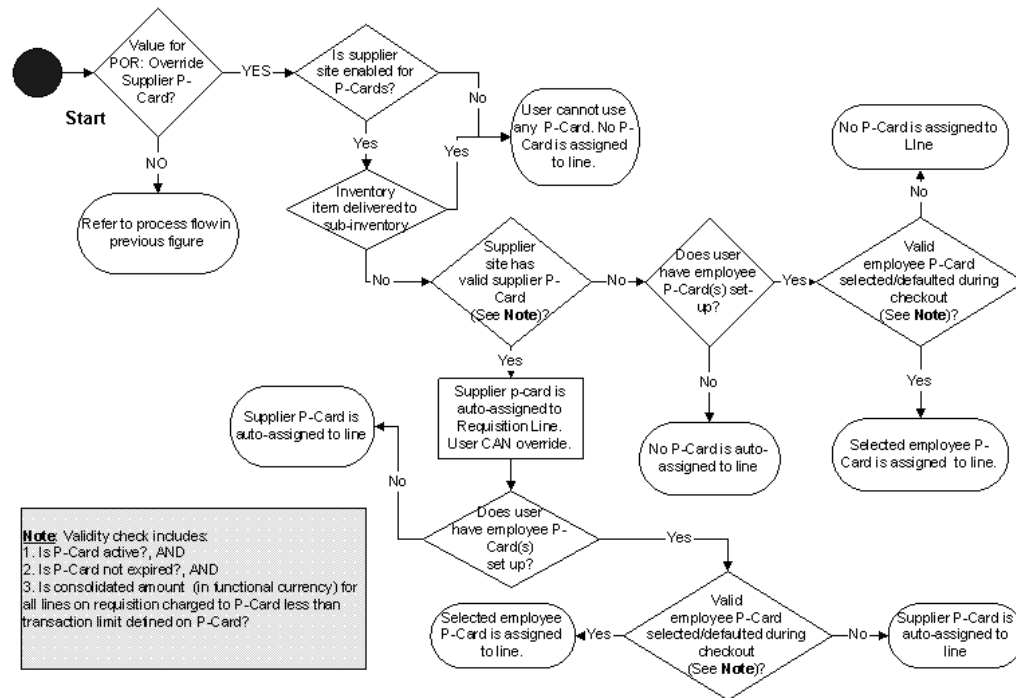 Value for
POR: Override
Supplier P-
Card?
YES
Is supplier
site enabled for
P-Cards?
No
Start
User cannot use
any P-Card. No P-
Card is assigned
to line.
No P-Card is assigned to
LIne
Yes
Yes
NO
No
Inventory
item delivered to
sub-inventory
Refer to process flow in
previous figure
Supplier
site has
valid supplier P-
Card
(See Note)?
Does user
have employee
P-Card(s) set-
up?
Valid
employee P-Card
selected/defaulted during
checkout
(See Note)?
No
No
Yes
Yes
No
Yes
Supplier p-card is
auto-assigned to
Requisition Line.
User CAN override.
Supplier P-Card is
auto-assigned to line
No P-Card is auto-
assigned to line
Selected employee P-
Card is assigned to line.
No
Does user
have employee P-
Card(s)
set up?
Yes
Note: Validity check includes:
1. Is P-Card active?, AND
2. Is P-Card not expired?, AND
3. Is consolidated amount (in functional currency) for
all lines on requisition charged to P-Card less than
transaction limit defined on P-Card?
Selected employee
P-Card is assigned
to line.
Yes
Valid
employee P-Card
selected/defaulted during
checkout
(See Note)?
No
Supplier P-Card is
auto-assigned to
line